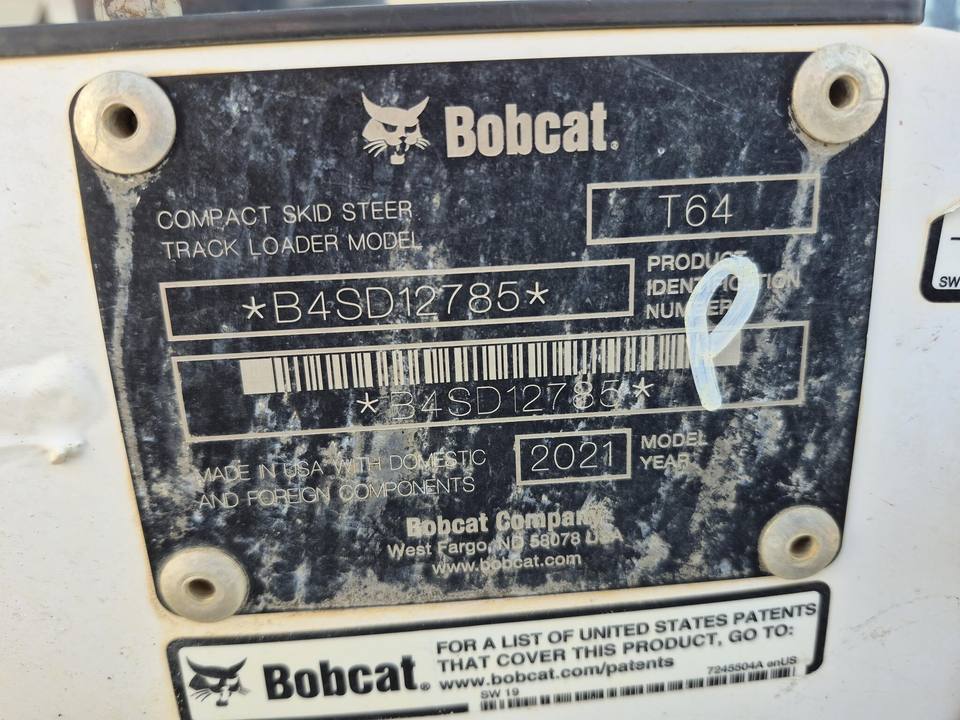 Bobcat.
COMPACT SKID STEER
TRACK LOADER MODEL
T64
*B4SD12785*
PRODUCT
IDENTIFICATION
NUMBER
*B4SD12785*
MADE IN USA WITH DOMESTIC
AND FOREIGN COMPONENTS
2021
MODEL
YEAR
Bobcat Company
West Fargo, ND 58078 USA
www.bobcat.com
Bobcat.
FOR A LIST OF UNITED STATES PATENTS
THAT COVER THIS PRODUCT, GO TO:
www.bobcat.com/patents
7245504A enUS
SW 19
SW